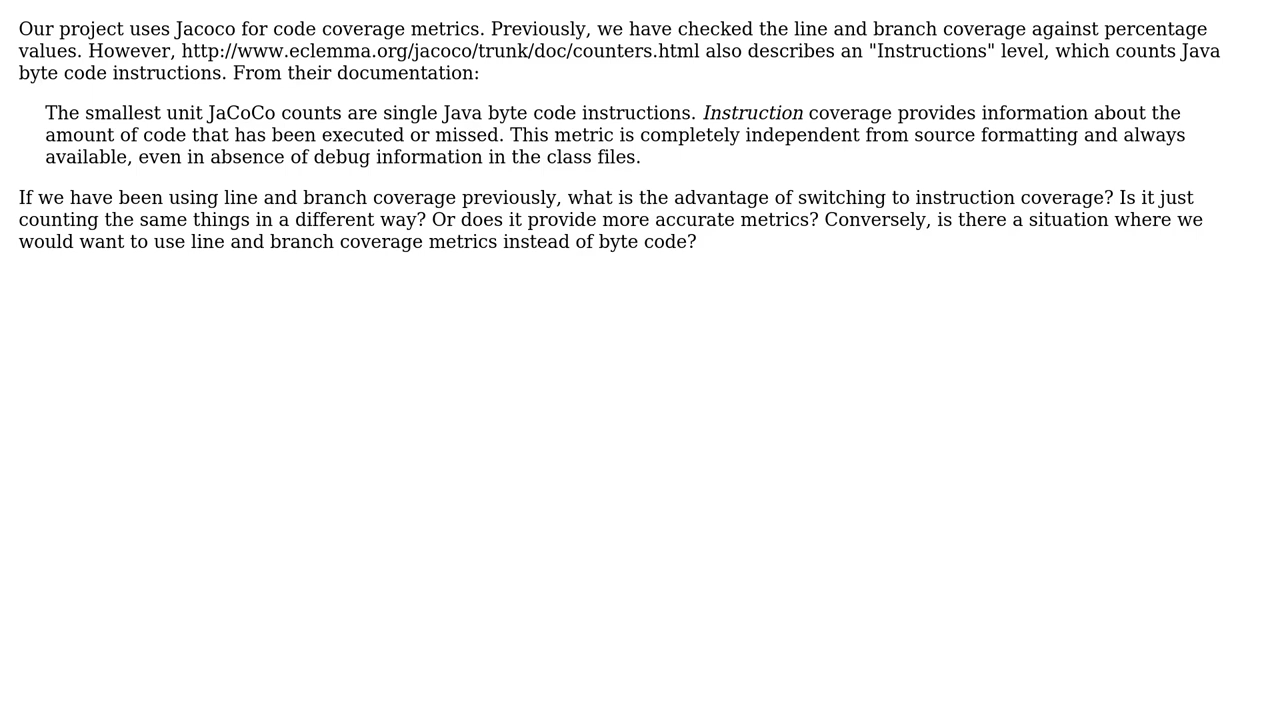 Our project uses Jacoco for code coverage metrics. Previously, we have checked the line and branch coverage against percentage
values. However, http://www.eclemma.org/jacoco/trunk/doc/counters.html also describes an "Instructions" level, which counts Java
byte code instructions. From their documentation:
The smallest unit JaCoCo counts are single Java byte code instructions. Instruction coverage provides information about the
amount of code that has been executed or missed. This metric is completely independent from source formatting and always
available, even in absence of debug information in the class files.
If we have been using line and branch coverage previously, what is the advantage of switching to instruction coverage? Is it just
counting the same things in a different way? Or does it provide more accurate metrics? Conversely, is there a situation where we
would want to use line and branch coverage metrics instead of byte code?